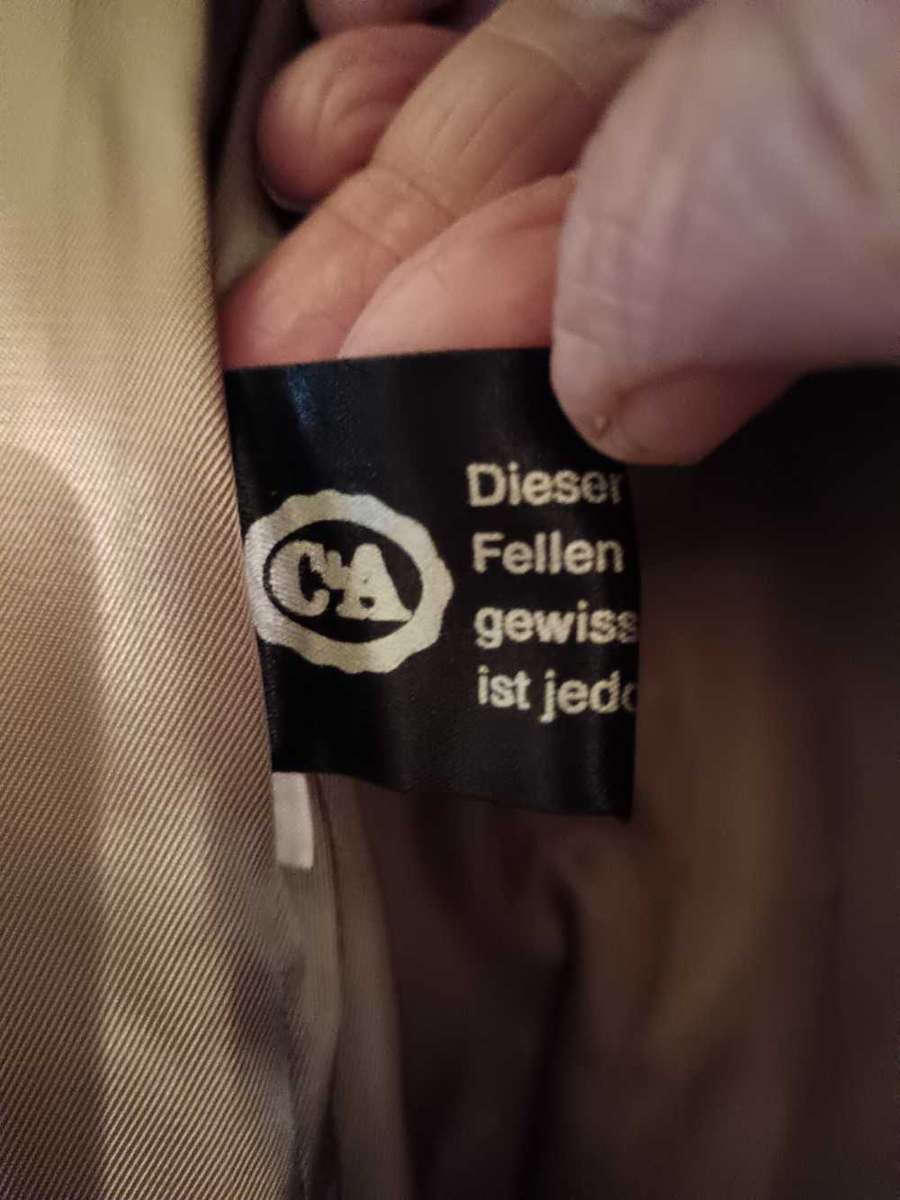 C&A
Dieser
Fellen
gewiss
ist jedo